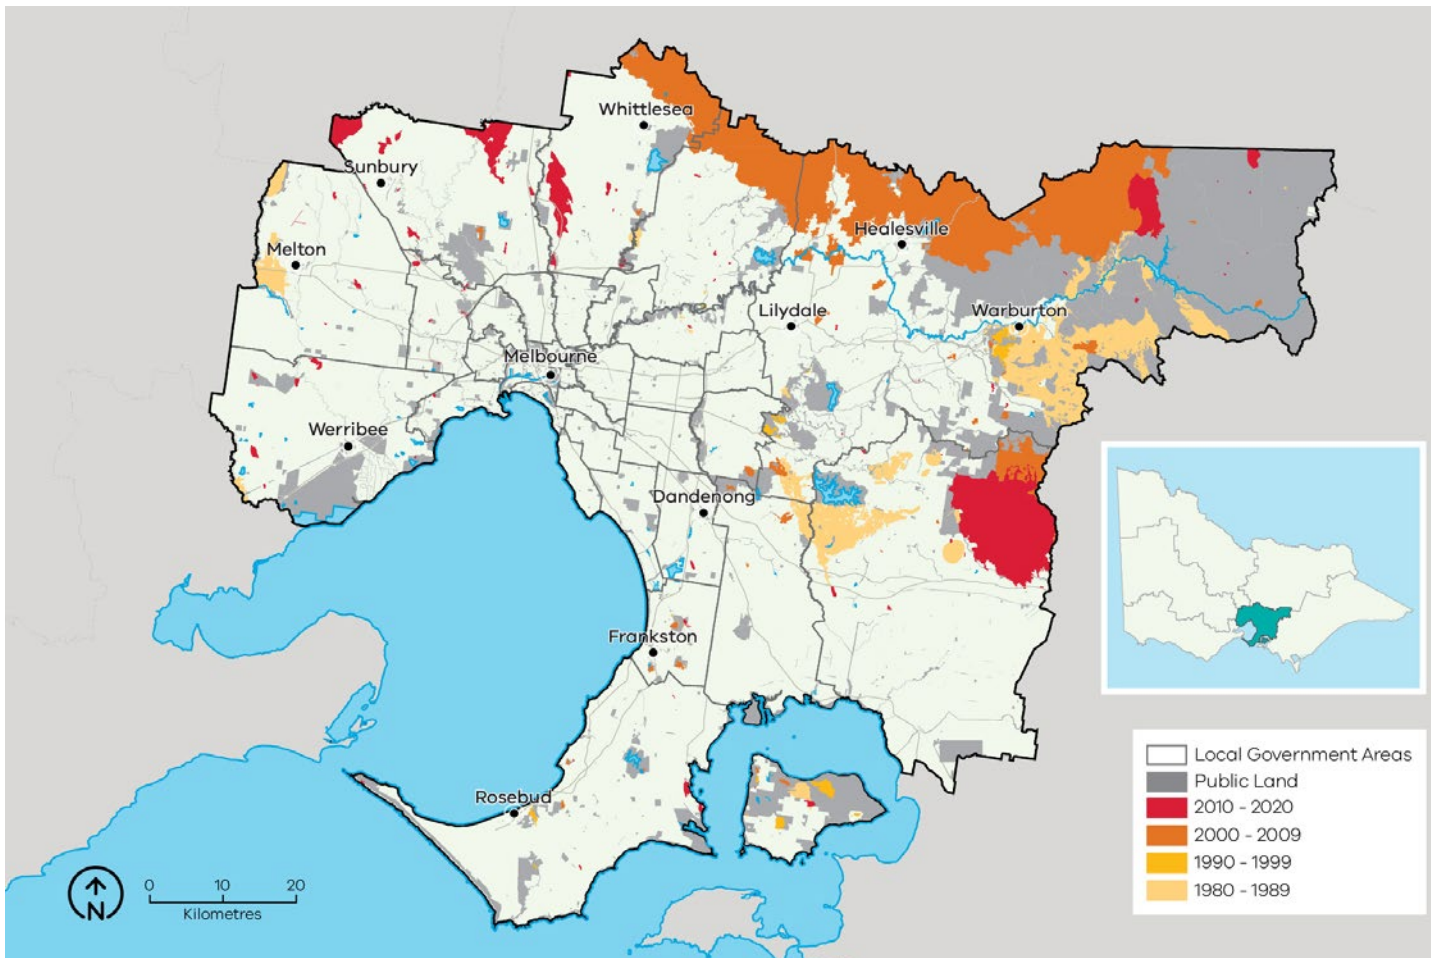 Whittlesea
Sunbury
Healesville
Melton
Lilydale
Warburton
Melbourne
Werribee
Dandenong
Frankston
Rosebud
N
0 10 20
Kilometres
Local Government Areas
Public Land
2010 - 2020
2000 - 2009
1990 - 1999
1980 - 1989